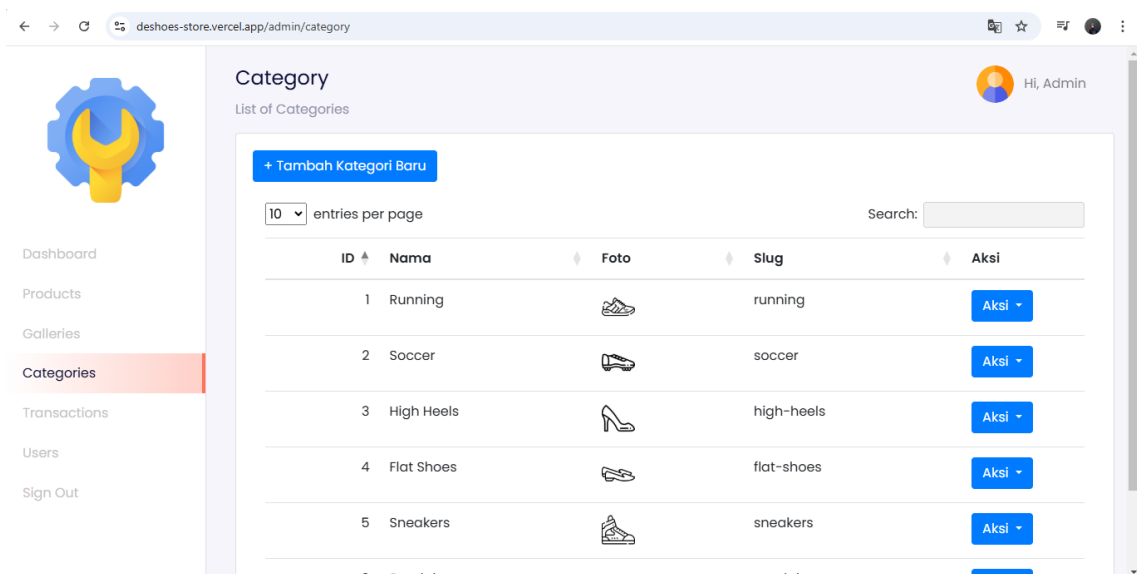 deshoes-store.vercel.app/admin/category
Category
Hi, Admin
List of Categories
+ Tambah Kategori Baru
10 entries per page
Search:
Dashboard
Products
Galleries
Categories
Transactions
Users
Sign Out
ID Nama Foto Slug Aksi
1 Running running Aksi
2 Soccer soccer Aksi
3 High Heels high-heels Aksi
4 Flat Shoes flat-shoes Aksi
5 Sneakers sneakers Aksi